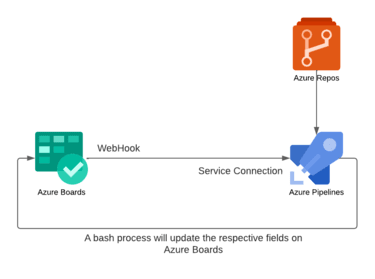 Azure Repos
WebHook
Service Connection
Azure Boards
Azure Pipelines
A bash process will update the respective fields on
Azure Boards